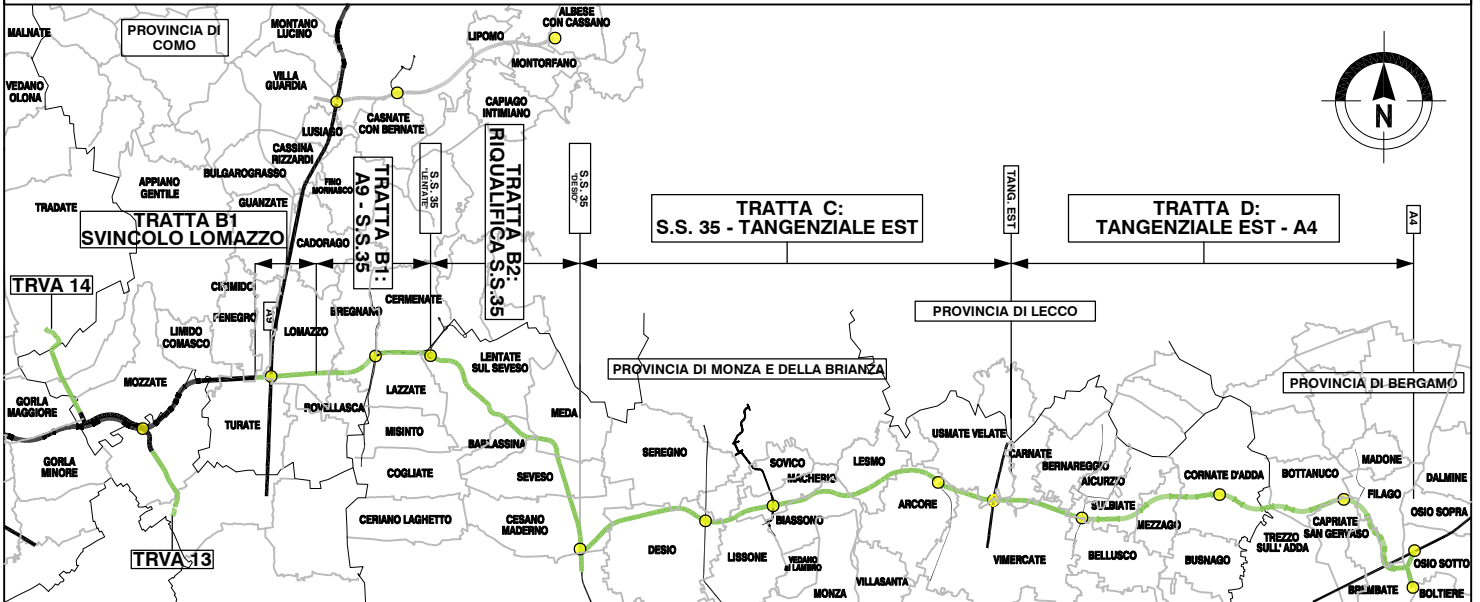 MALNATE
PROVINCIA DI
COMO
MONTANO
LUCINO
ALBESE
CON CASSANO
LIPOMO
MONTORFANO
VEDANO
OLONA
VILLA
GUARDIA
CAPIAGO
INTIMIANO
CASNATE
CON BERNATE
LUSIAGO
CASSINA
RIZZARDI
BULGAROGRASSO
FINO
MORNASCO
APPIANO
GENTILE
GUANZATE
TRADATE
CADORAGO
N
TRATTA B1
SVINCOLO LOMAZZO
TRATTA B1:
A9 - S.S.35
S.S. 35
"LENTATE"
TRATTA B2:
RIQUALIFICA S.S.35
S.S. 35
"DESIO"
TRATTA C:
S.S. 35 - TANGENZIALE EST
TANG. EST
TRATTA D:
TANGENZIALE EST - A4
A4
TRVA 14
CIRIMIDO
FENEGRO
A9
LOMAZZO
BREGNANO
CERMENATE
LIMIDO
COMASCO
PROVINCIA DI LECCO
LENTATE
SUL SEVESO
PROVINCIA DI MONZA E DELLA BRIANZA
PROVINCIA DI BERGAMO
MOZZATE
GORLA
MAGGIORE
LAZZATE
ROVELLASCA
TURATE
MISINTO
MEDA
BARLASSINA
GORLA
MINORE
COGLIATE
SEVESO
CERIANO LAGHETTO
CESANO
MADERNO
TRVA 13
SEREGNO
SOVICO
MACHERIO
LESMO
USMATE VELATE
CARNATE
BERNAREGGIO
AICURZIO
CORNATE D'ADDA
BOTTANUCO
MADONE
DALMINE
FILAGO
ARCORE
SULBIATE
MEZZAGO
BIASSONO
CAPRIATE
SAN GERVASO
OSIO SOPRA
DESIO
LISSONE
VEDANO
al LAMBRO
VILLASANTA
MONZA
VIMERCATE
BELLUSCO
BUSNAGO
TREZZO
SULL'ADDA
OSIO SOTTO
BREMBATE
BOLTIERE